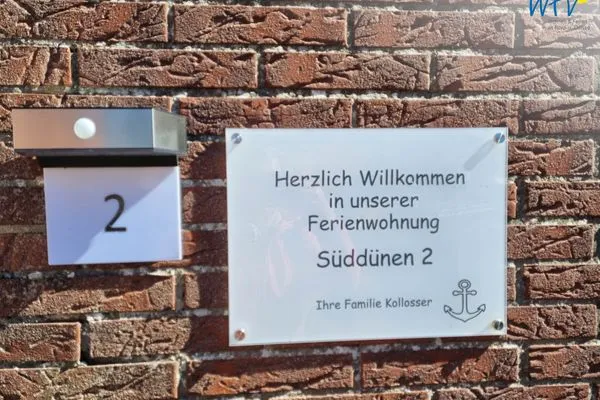 2
Herzlich Willkommen
in unserer
Ferienwohnung
Süddünen 2
Ihre Familie Kollosser